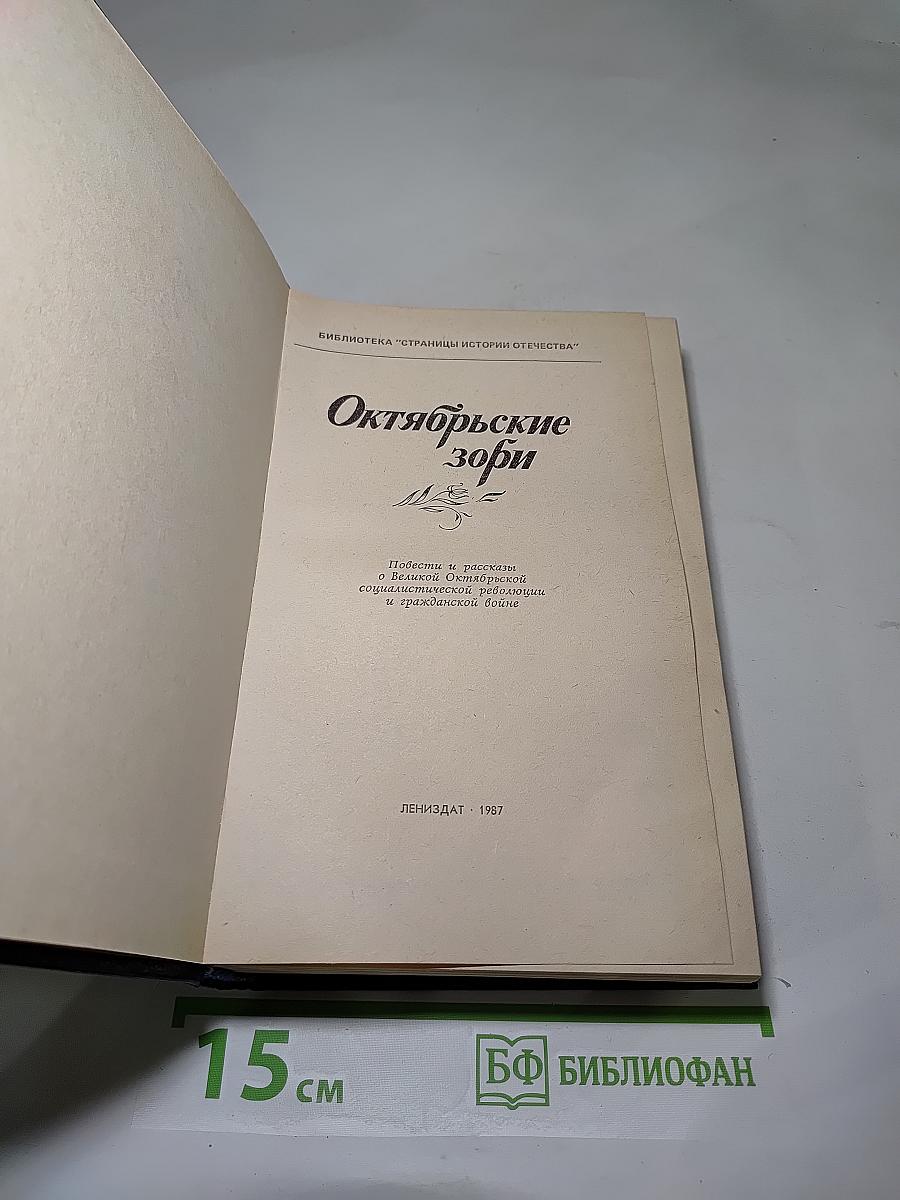 БИБЛИОТЕКА "СТРАНИЦЫ ИСТОРИИ ОТЕЧЕСТВА"
Октябрьские
зори
Повести и рассказы
о Великой Октябрьской
социалистической революции
и гражданской войне
ЛЕНИЗДАТ · 1987
15 см
БФ БИБЛИОФАН